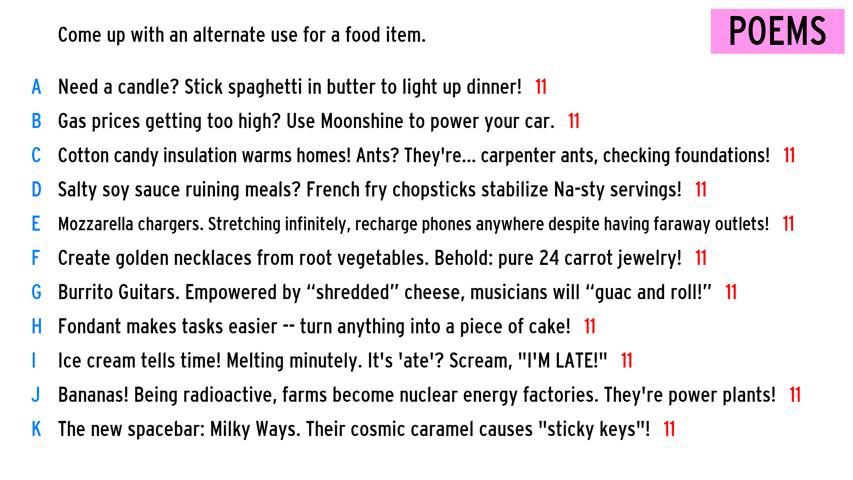 POEMS
Come up with an alternate use for a food item.
A Need a candle? Stick spaghetti in butter to light up dinner! 11
B Gas prices getting too high? Use Moonshine to power your car. 11
C Cotton candy insulation warms homes! Ants? They're... carpenter ants, checking foundations! 11
D Salty soy sauce ruining meals? French fry chopsticks stabilize Na-sty servings! 11
E Mozzarella chargers. Stretching infinitely, recharge phones anywhere despite having faraway outlets! 11
F Create golden necklaces from root vegetables. Behold: pure 24 carrot jewelry! 11
G Burrito Guitars. Empowered by “shredded” cheese, musicians will “guac and roll!” 11
H Fondant makes tasks easier -- turn anything into a piece of cake! 11
I Ice cream tells time! Melting minutely. It's 'ate'? Scream, "I'M LATE!" 11
J Bananas! Being radioactive, farms become nuclear energy factories. They're power plants! 11
K The new spacebar: Milky Ways. Their cosmic caramel causes "sticky keys"! 11